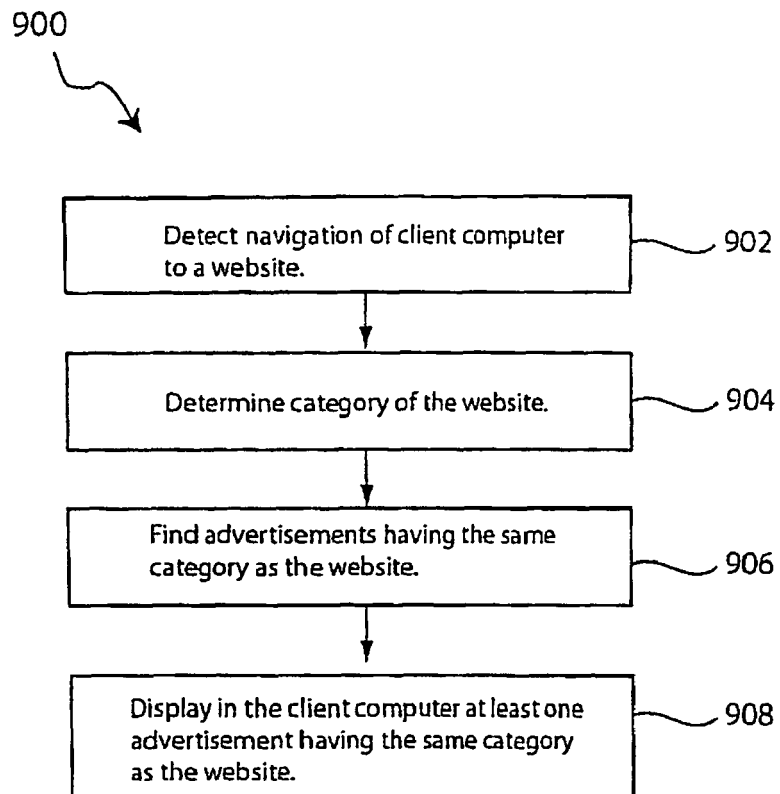 900
Detect navigation of client computer
to a website.
902
Determine category of the website.
904
Find advertisements having the same
category as the website.
906
Display in the client computer at least one
advertisement having the same category
as the website.
908